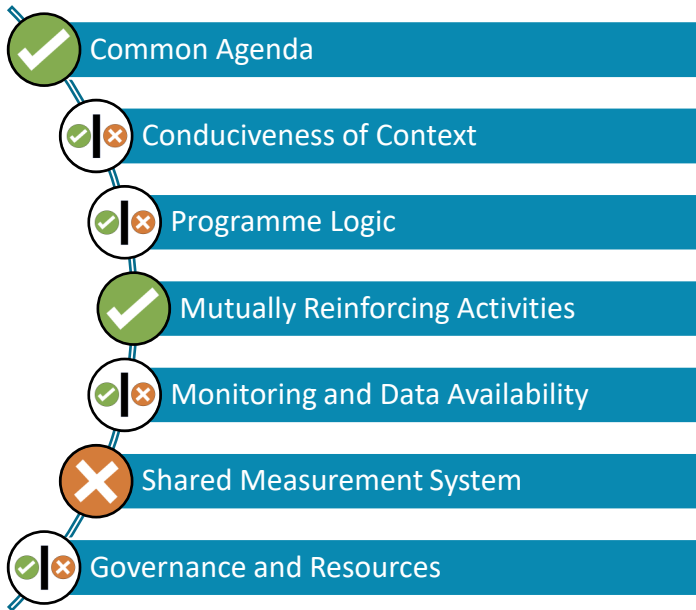 Common Agenda
Conduciveness of Context
Programme Logic
Mutually Reinforcing Activities
Monitoring and Data Availability
Shared Measurement System
Governance and Resources